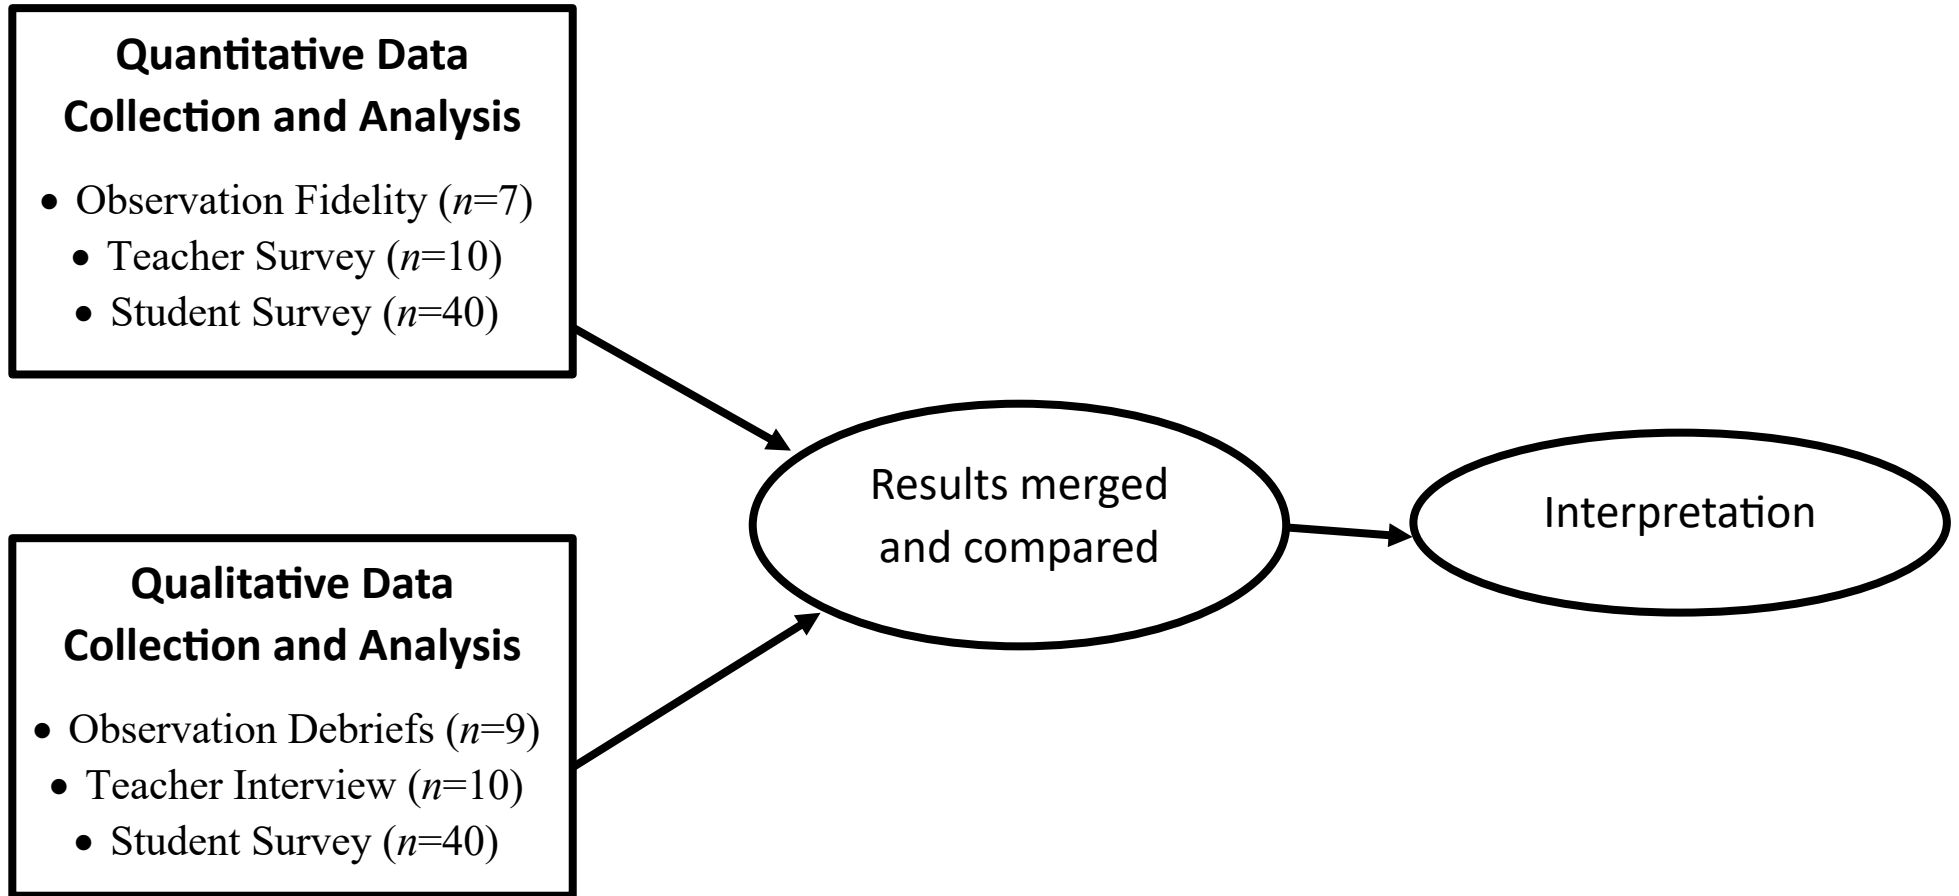 Quantitative Data
Collection and Analysis
• Observation Fidelity (n=7)
• Teacher Survey (n=10)
• Student Survey (n=40)
Qualitative Data
Collection and Analysis
• Observation Debriefs (n=9)
• Teacher Interview (n=10)
• Student Survey (n=40)
Results merged
and compared
Interpretation